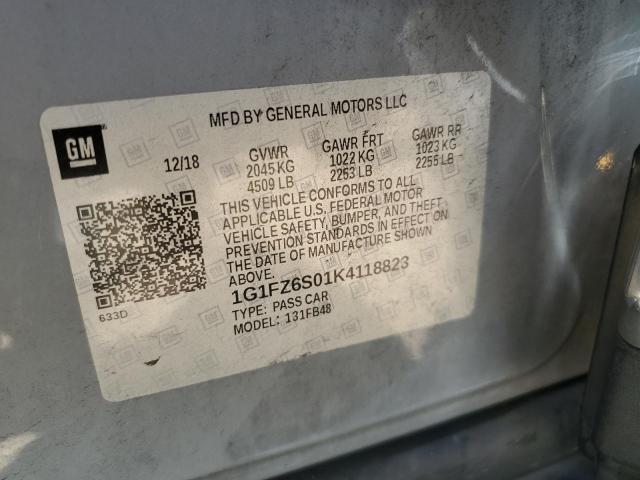 MFD BY GENERAL MOTORS LLC
GM
12/18
GVWR
2045 KG
4509 LB
GAWR FRT
1022 KG
2253 LB
GAWR RR
1023 KG
2255 LB
THIS VEHICLE CONFORMS TO ALL
APPLICABLE U.S. FEDERAL MOTOR
VEHICLE SAFETY, BUMPER, AND THEFT
PREVENTION STANDARDS IN EFFECT ON
THE DATE OF MANUFACTURE SHOWN
ABOVE.
633D
1G1FZ6S01K4118823
TYPE: PASS CAR
MODEL: 131FB48